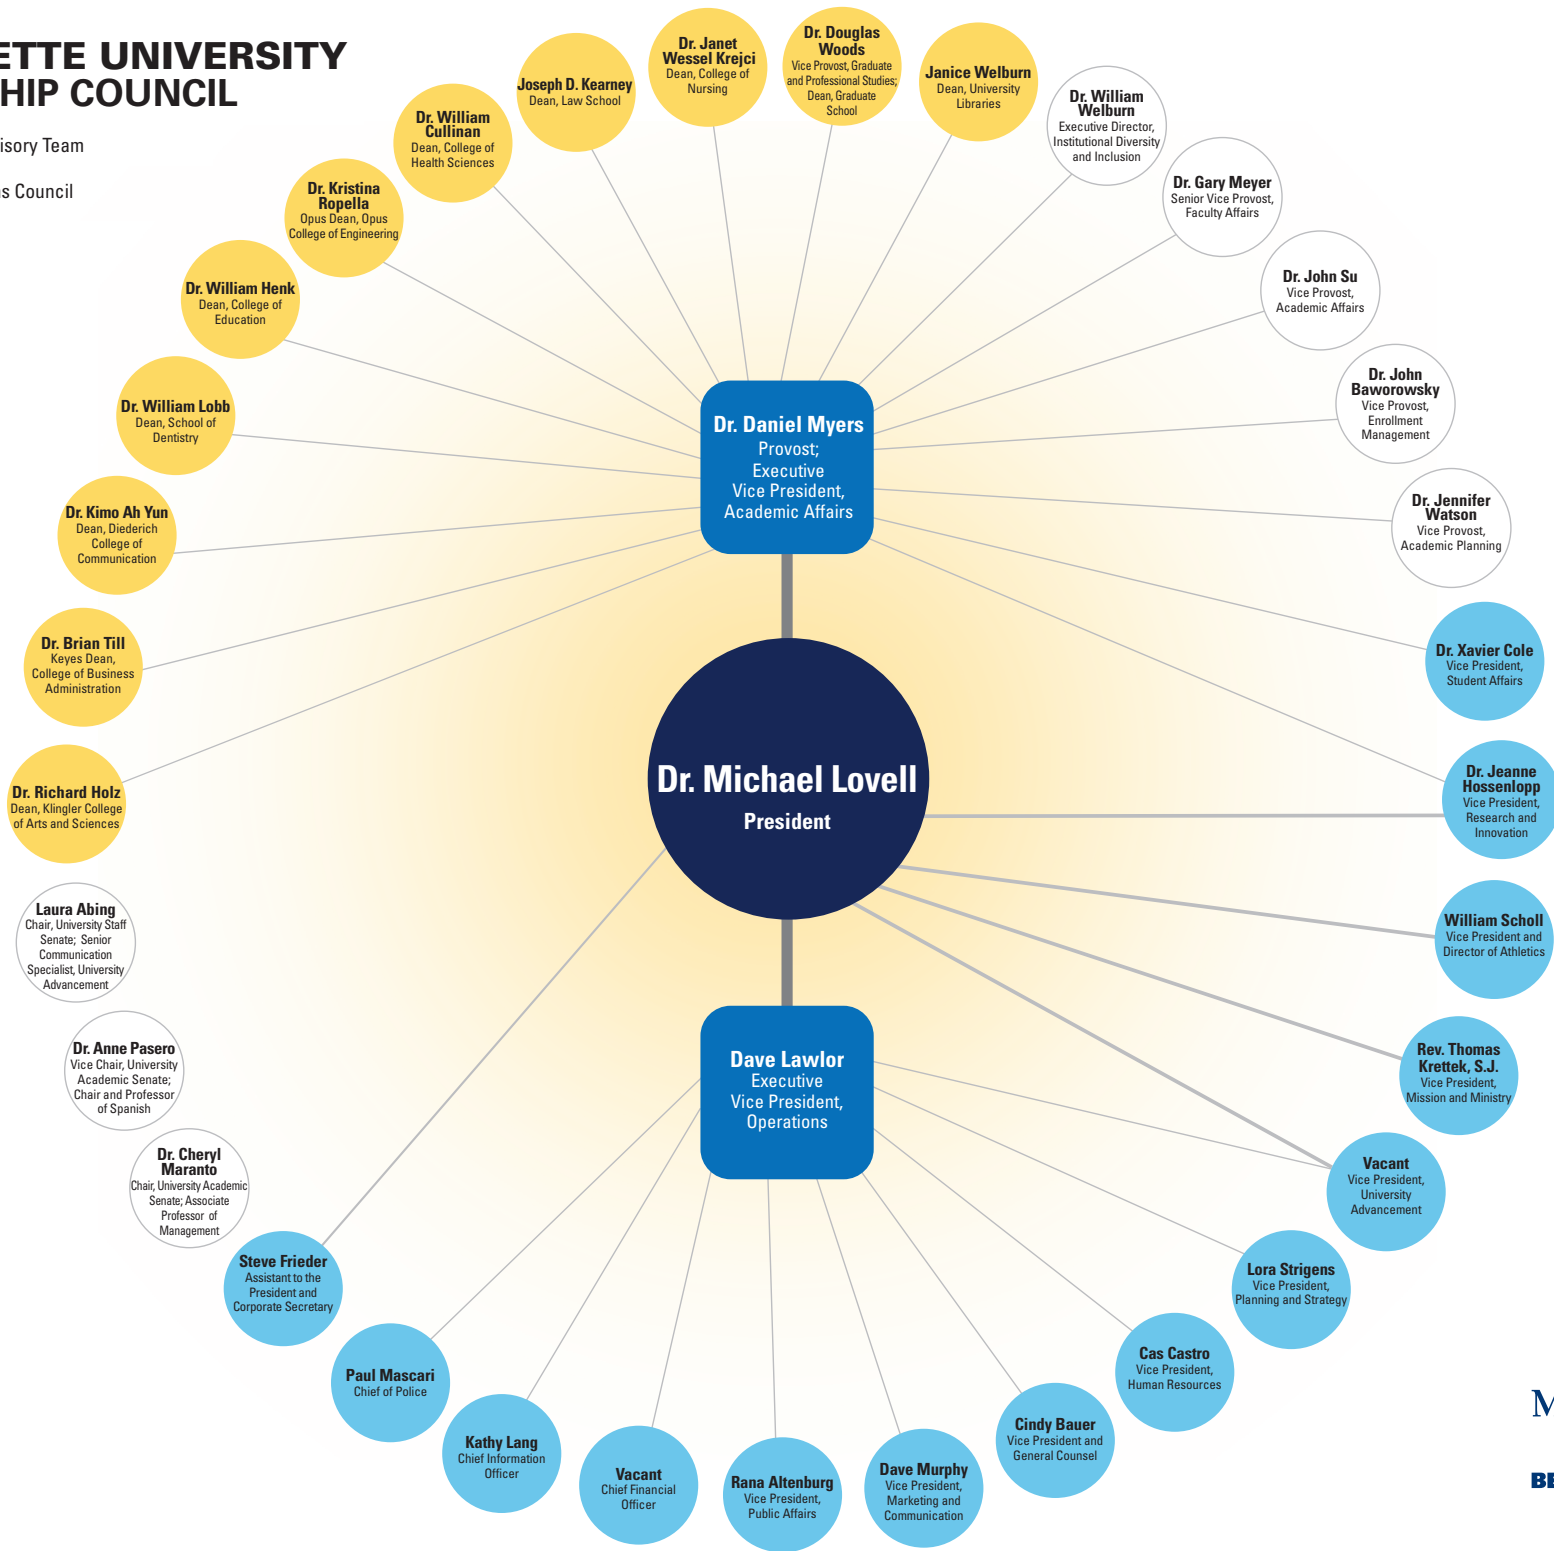 ETTE UNIVERSITY
HIP COUNCIL
isory Team
s Council
Dr. Janet
Wessel Krejci
Dean, College of
Nursing
Dr. Douglas
Woods
Vice Provost, Graduate
and Professional Studies;
Dean, Graduate
School
Janice Welburn
Dean, University
Libraries
Joseph D. Kearney
Dean, Law School
Dr. William
Welburn
Executive Director,
Institutional Diversity
and Inclusion
Dr. William
Cullinan
Dean, College of
Health Sciences
Dr. Gary Meyer
Senior Vice Provost,
Faculty Affairs
Dr. Kristina
Ropella
Opus Dean, Opus
College of Engineering
Dr. John Su
Vice Provost,
Academic Affairs
Dr. William Henk
Dean, College of
Education
Dr. John
Baworowsky
Vice Provost,
Enrollment
Management
Dr. William Lobb
Dean, School of
Dentistry
Dr. Daniel Myers
Provost;
Executive
Vice President,
Academic Affairs
Dr. Jennifer
Watson
Vice Provost,
Academic Planning
Dr. Kimo Ah Yun
Dean, Diederich
College of
Communication
Dr. Brian Till
Keyes Dean,
College of Business
Administration
Dr. Xavier Cole
Vice President,
Student Affairs
Dr. Richard Holz
Dean, Klingler College
of Arts and Sciences
Dr. Michael Lovell
President
Dr. Jeanne
Hossenlopp
Vice President,
Research and
Innovation
Laura Abing
Chair, University Staff
Senate; Senior
Communication
Specialist, University
Advancement
William Scholl
Vice President and
Director of Athletics
Dr. Anne Pasero
Vice Chair, University
Academic Senate;
Chair and Professor
of Spanish
Dave Lawlor
Executive
Vice President,
Operations
Rev. Thomas
Krettek, S.J.
Vice President,
Mission and Ministry
Dr. Cheryl
Maranto
Chair, University Academic
Senate; Associate
Professor of
Management
Vacant
Vice President,
University
Advancement
Steve Frieder
Assistant to the
President and
Corporate Secretary
Lora Strigens
Vice President,
Planning and Strategy
Paul Mascari
Chief of Police
Cas Castro
Vice President,
Human Resources
Kathy Lang
Chief Information
Officer
Cindy Bauer
Vice President and
General Counsel
Vacant
Chief Financial
Officer
Rana Altenburg
Vice President,
Public Affairs
Dave Murphy
Vice President,
Marketing and
Communication
M
BE